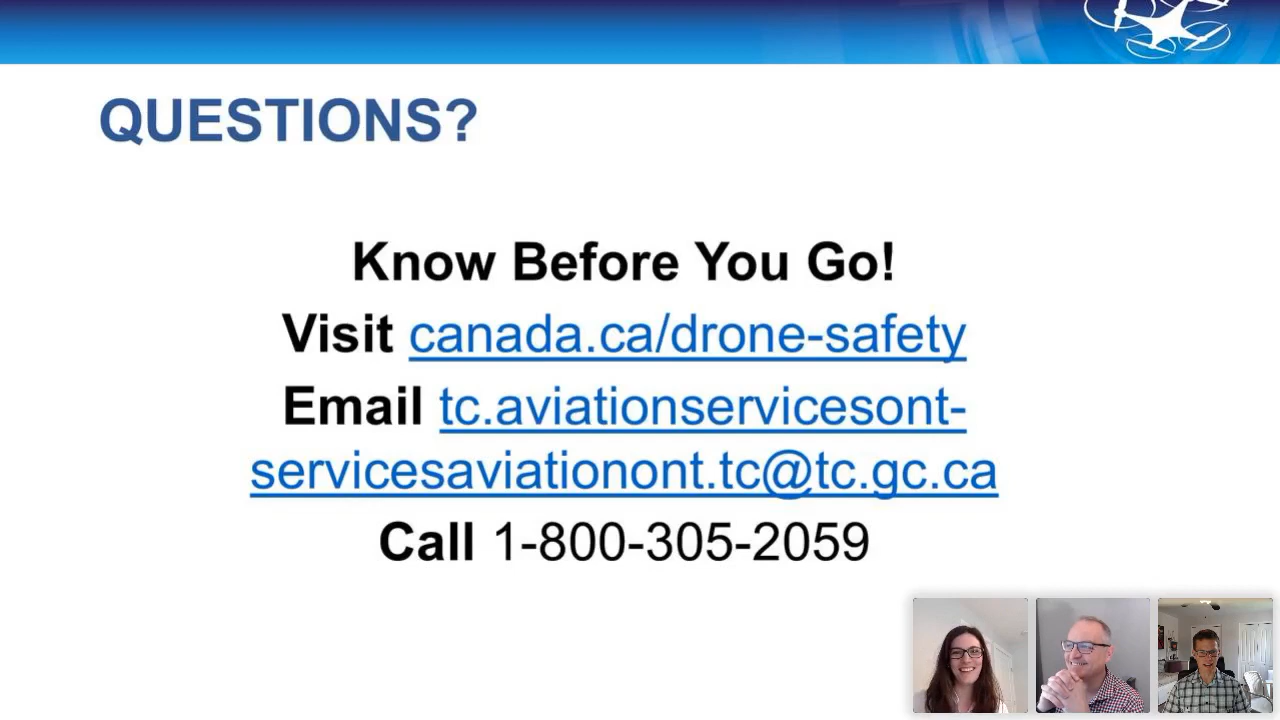 QUESTIONS?
Know Before You Go!
Visit canada.ca/drone-safety
Email tc.aviationservicesont-
servicesaviationont.tc@tc.gc.ca
Call 1-800-305-2059